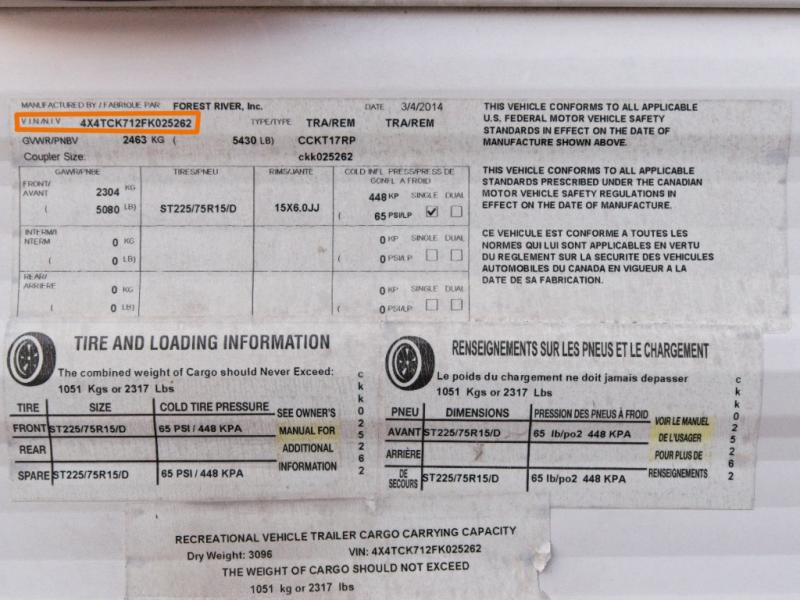 MANUFACTURED BY / FABRIQUE PAR FOREST RIVER, Inc. DATE 3/4/2014
V.I.N/N.I.V 4X4TCK712FK025262 TYPE/TYPE TRA/REM TRA/REM
GVWR/PNBV 2463 KG ( 5430 LB) CCKT17RP
Coupler Size: ckk025262
GAWR/PNBE TIRES/PNEU RIMS/JANTE COLD INFL PRESS/PRESS DE GONFL A FROID
FRONT/ AVANT 2304 KG 448 KP SINGLE DUAL
( 5080 LB) ST225/75R15/D 15X6.0JJ ( 65 PSI/LP
INTERM/I NTERM 0 KG 0 KP SINGLE DUAL
( 0 LB) ( 0 PSI/LP
REAR/ ARRIERE 0 KG 0 KP SINGLE DUAL
( 0 LB) ( 0 PSI/LP
THIS VEHICLE CONFORMS TO ALL APPLICABLE
U.S. FEDERAL MOTOR VEHICLE SAFETY
STANDARDS IN EFFECT ON THE DATE OF
MANUFACTURE SHOWN ABOVE.
THIS VEHICLE CONFORMS TO ALL APPLICABLE
STANDARDS PRESCRIBED UNDER THE CANADIAN
MOTOR VEHICLE SAFETY REGULATIONS IN
EFFECT ON THE DATE OF MANUFACTURE.
CE VEHICULE EST CONFORME A TOUTES LES
NORMES QUI LUI SONT APPLICABLES EN VERTU
DU REGLEMENT SUR LA SECURITE DES VEHICULES
AUTOMOBILES DU CANADA EN VIGUEUR A LA
DATE DE SA FABRICATION.
TIRE AND LOADING INFORMATION
The combined weight of Cargo should Never Exceed:
1051 Kgs or 2317 Lbs
TIRE SIZE COLD TIRE PRESSURE
FRONT ST225/75R15/D 65 PSI / 448 KPA
REAR
SPARE ST225/75R15/D 65 PSI / 448 KPA
SEE OWNER'S
MANUAL FOR
ADDITIONAL
INFORMATION
ckk025262
RENSEIGNEMENTS SUR LES PNEUS ET LE CHARGEMENT
Le poids du chargement ne doit jamais depasser
1051 Kgs or 2317 Lbs
PNEU DIMENSIONS PRESSION DES PNEUS À FROID
AVANT ST225/75R15/D 65 lb/po2 448 KPA
ARRIÈRE
DE SECOURS ST225/75R15/D 65 lb/po2 448 KPA
VOIR LE MANUEL
DE L'USAGER
POUR PLUS DE
RENSEIGNEMENTS
ckk025262
RECREATIONAL VEHICLE TRAILER CARGO CARRYING CAPACITY
Dry Weight: 3096 VIN: 4X4TCK712FK025262
THE WEIGHT OF CARGO SHOULD NOT EXCEED
1051 kg or 2317 lbs